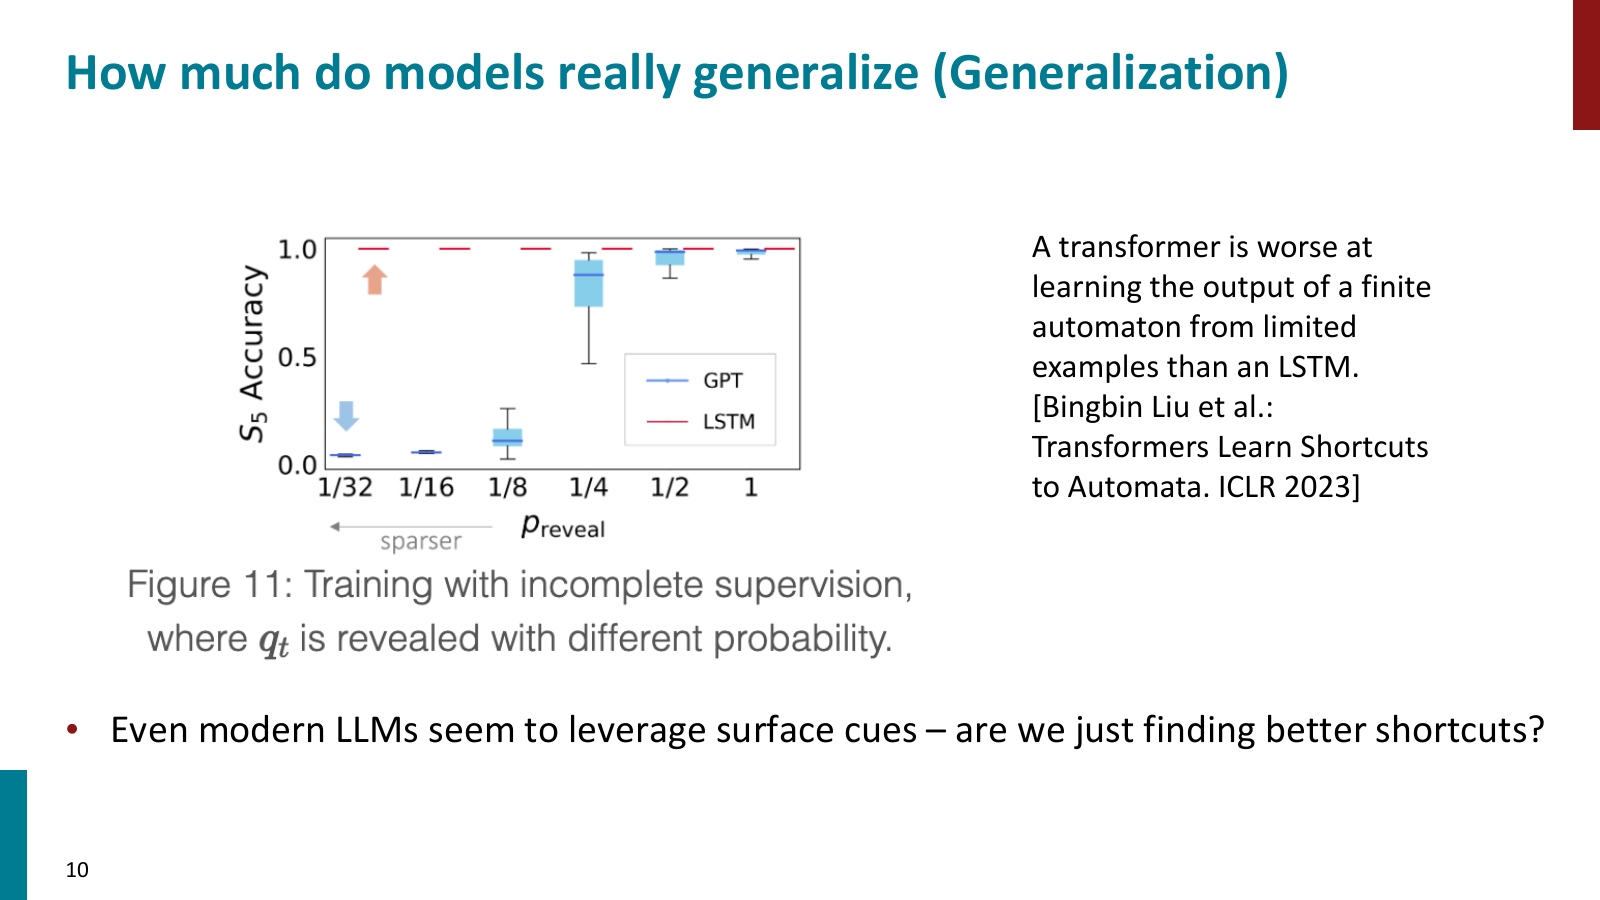 How much do models really generalize (Generalization)
1.0
0.5
0.0
S5 Accuracy
GPT
LSTM
1/32 1/16 1/8 1/4 1/2 1
preveal
sparser
Figure 11: Training with incomplete supervision,
where qt is revealed with different probability.
A transformer is worse at
learning the output of a finite
automaton from limited
examples than an LSTM.
[Bingbin Liu et al.:
Transformers Learn Shortcuts
to Automata. ICLR 2023]
• Even modern LLMs seem to leverage surface cues – are we just finding better shortcuts?
10